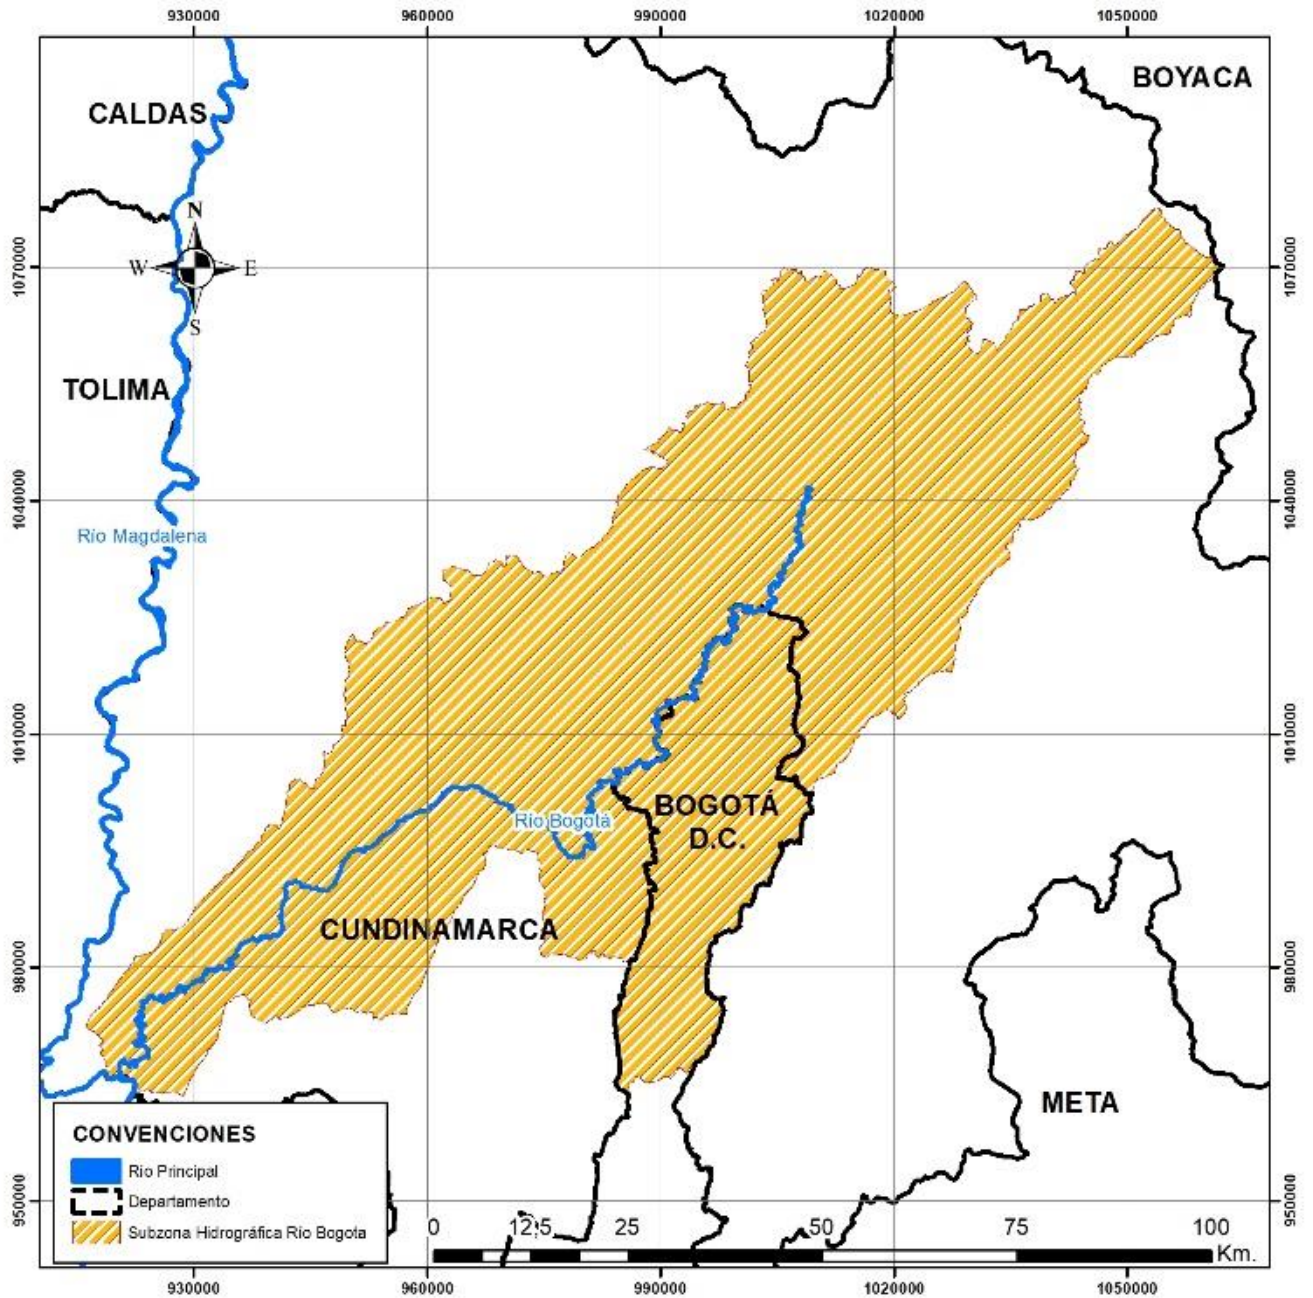 930000 960000 990000 1020000 1050000
BOYACA
CALDAS
N
W E
S
1070000 1070000
TOLIMA
1040000 1040000
Río Magdalena
1010000 1010000
BOGOTÁ
D.C.
Río Bogotá
CUNDINAMARCA
980000 980000
META
CONVENCIONES
Rio Principal
Departamento
Subzona Hidrográfica Río Bogota
950000 950000
0 12,5 25 50 75 100
Km.
930000 960000 990000 1020000 1050000